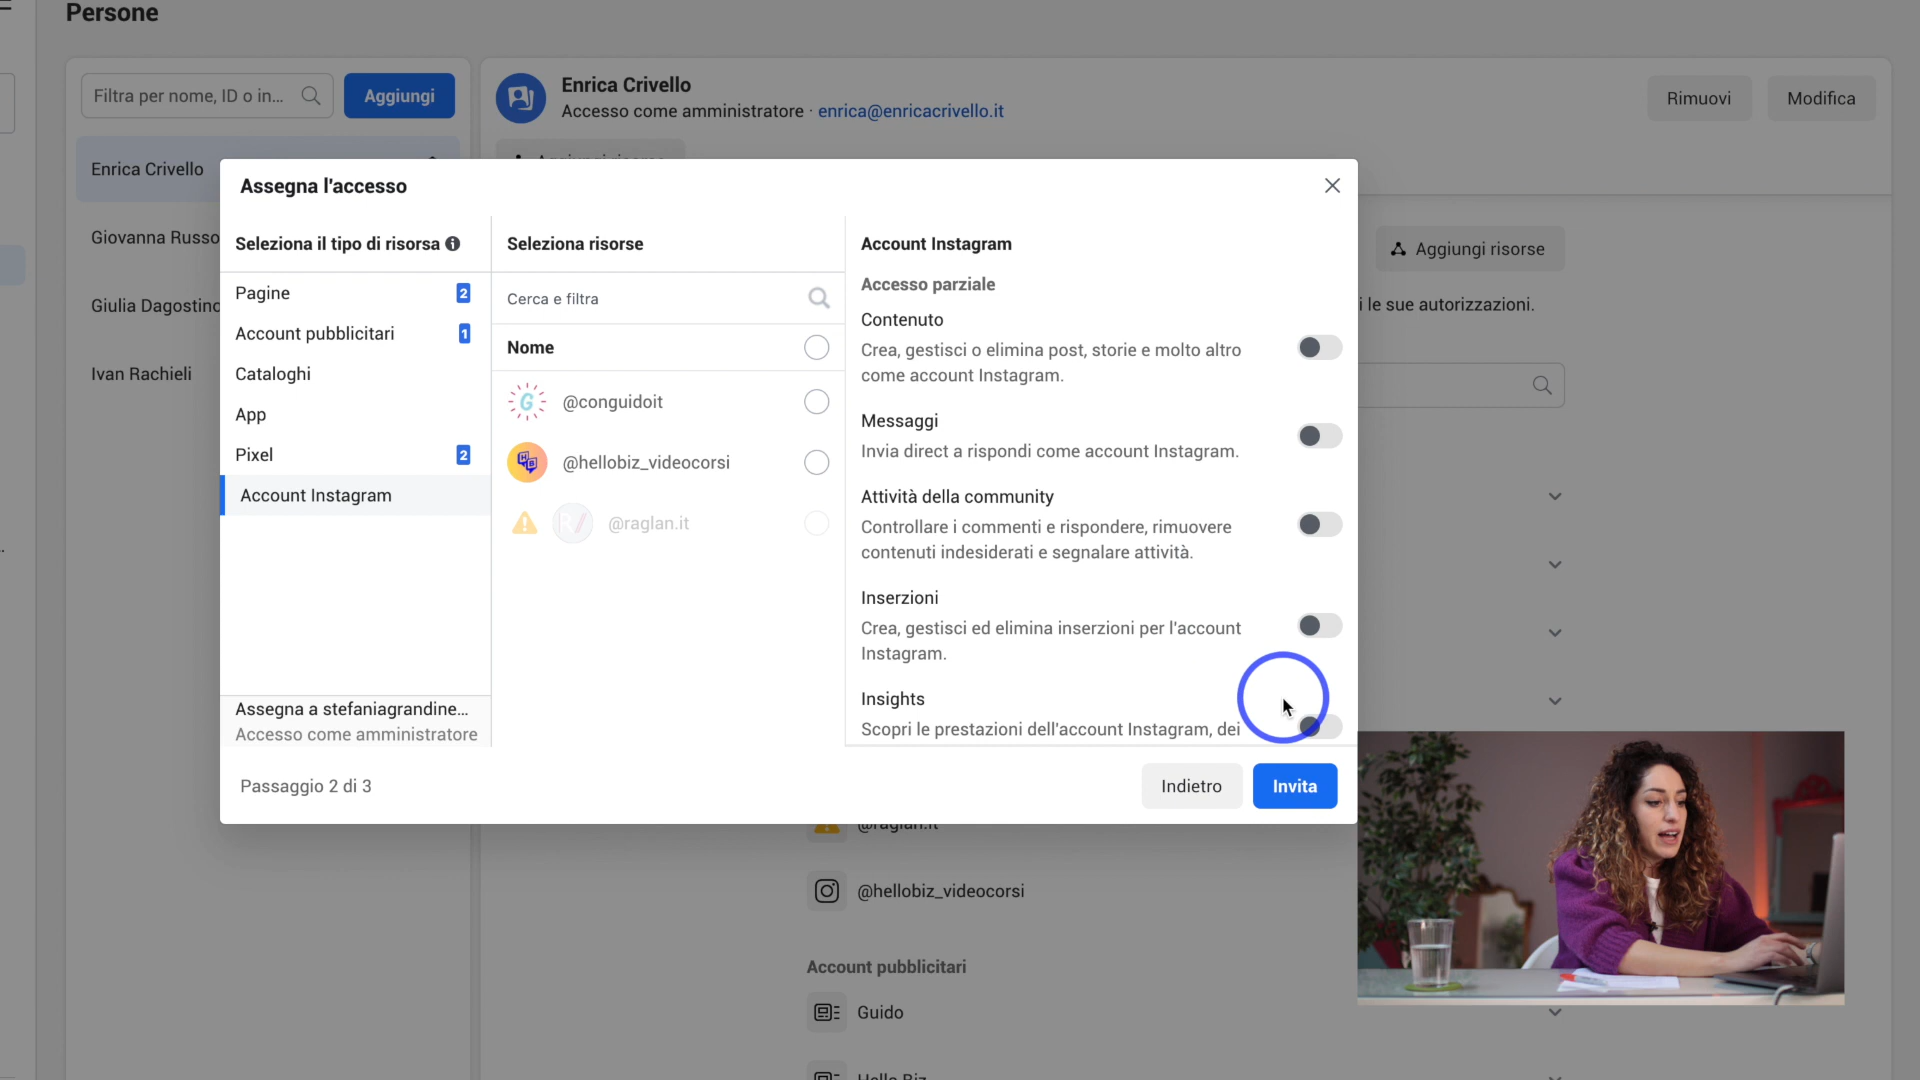 Persone
Filtra per nome, ID o in...
Aggiungi
Enrica Crivello
Giovanna Russo
Giulia Dagostino
Ivan Rachieli
Enrica Crivello
Accesso come amministratore · enrica@enricacrivello.it
Rimuovi
Modifica
Aggiungi risorse
i le sue autorizzazioni.
Assegna l'accesso
Seleziona il tipo di risorsa
Pagine 2
Account pubblicitari 1
Cataloghi
App
Pixel 2
Account Instagram
Assegna a stefaniagrandine...
Accesso come amministratore
Seleziona risorse
Cerca e filtra
Nome
@conguidoit
@hellobiz_videocorsi
@raglan.it
Account Instagram
Accesso parziale
Contenuto
Crea, gestisci o elimina post, storie e molto altro
come account Instagram.
Messaggi
Invia direct a rispondi come account Instagram.
Attività della community
Controllare i commenti e rispondere, rimuovere
contenuti indesiderati e segnalare attività.
Inserzioni
Crea, gestisci ed elimina inserzioni per l'account
Instagram.
Insights
Scopri le prestazioni dell'account Instagram, dei
Passaggio 2 di 3
Indietro
Invita
@raglan.it
@hellobiz_videocorsi
Account pubblicitari
Guido
Hello Biz